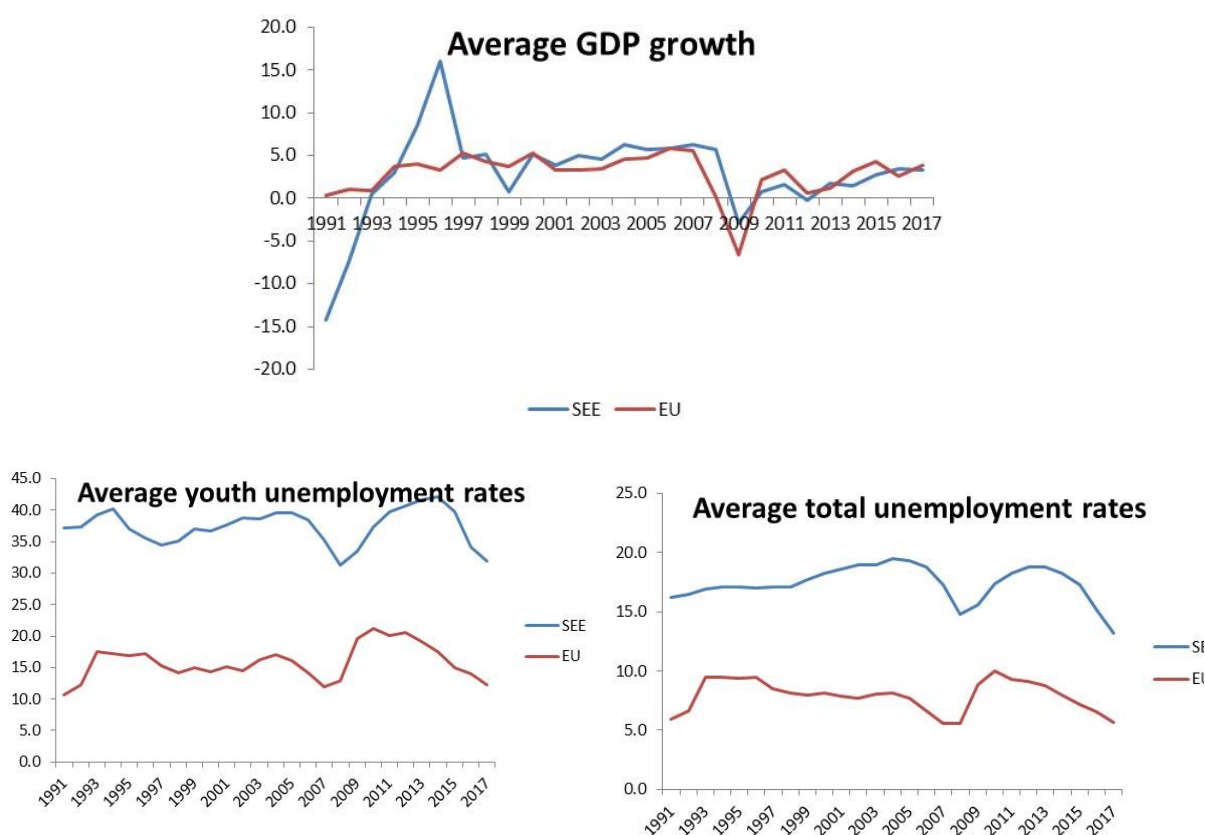 Average GDP growth
20.0
15.0
10.0
5.0
0.0
-5.0
-10.0
-15.0
-20.0
1991 1993 1995 1997 1999 2001 2003 2005 2007 2009 2011 2013 2015 2017
SEE EU
Average youth unemployment rates
45.0
40.0
35.0
30.0
25.0
20.0
15.0
10.0
5.0
0.0
1991 1993 1995 1997 1999 2001 2003 2005 2007 2009 2011 2013 2015 2017
SEE
EU
Average total unemployment rates
25.0
20.0
15.0
10.0
5.0
0.0
1991 1993 1995 1997 1999 2001 2003 2005 2007 2009 2011 2013 2015 2017
SE
EU